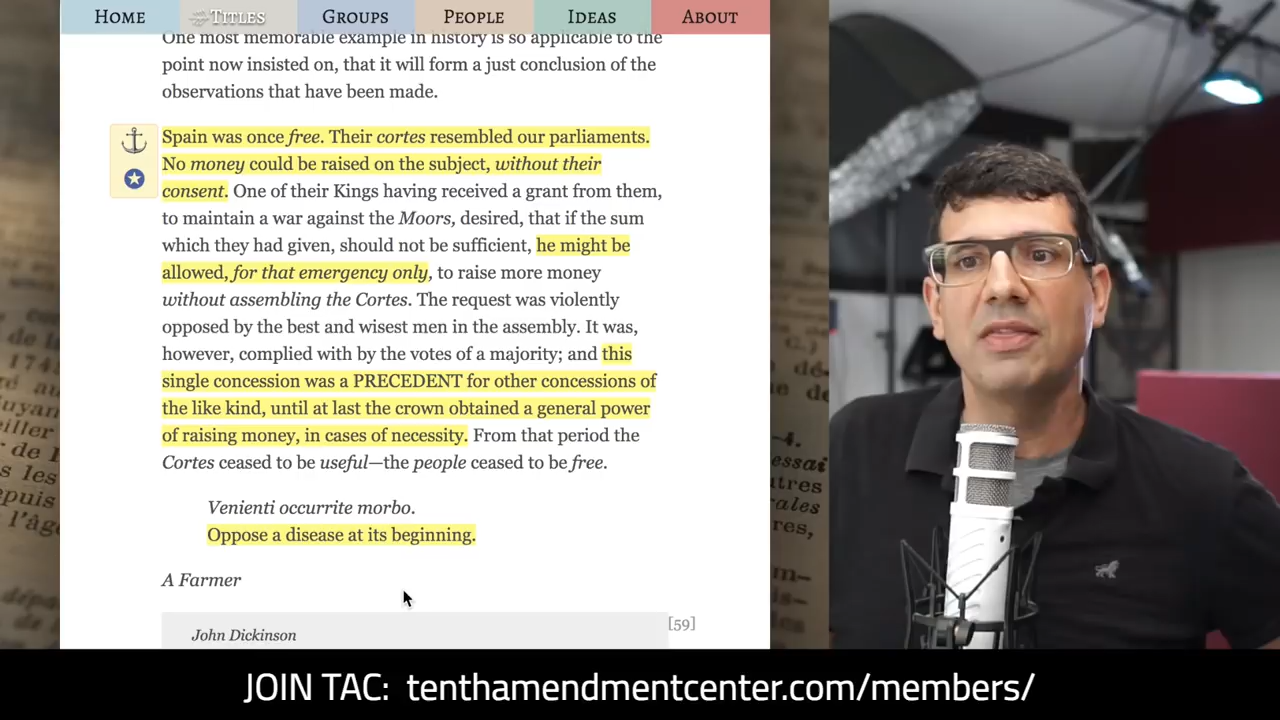 Home Titles Groups People Ideas About
One most memorable example in history is so applicable to the
point now insisted on, that it will form a just conclusion of the
observations that have been made.
Spain was once free. Their cortes resembled our parliaments.
No money could be raised on the subject, without their
consent. One of their Kings having received a grant from them,
to maintain a war against the Moors, desired, that if the sum
which they had given, should not be sufficient, he might be
allowed, for that emergency only, to raise more money
without assembling the Cortes. The request was violently
opposed by the best and wisest men in the assembly. It was,
however, complied with by the votes of a majority; and this
single concession was a PRECEDENT for other concessions of
the like kind, until at last the crown obtained a general power
of raising money, in cases of necessity. From that period the
Cortes ceased to be useful—the people ceased to be free.
Venienti occurrite morbo.
Oppose a disease at its beginning.
A Farmer
[59]
John Dickinson
JOIN TAC: tenthamendmentcenter.com/members/